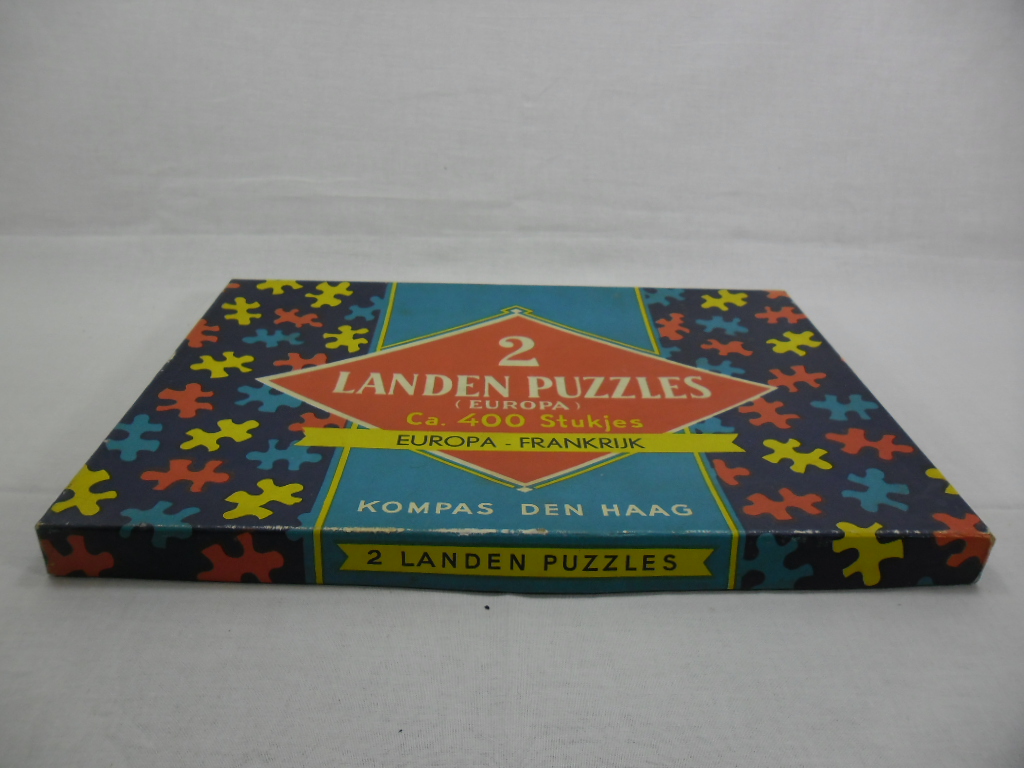 2
LANDEN PUZZLES
(EUROPA)
Ca. 400 Stukjes
EUROPA - FRANKRIJK
KOMPAS DEN HAAG
2 LANDEN PUZZLES